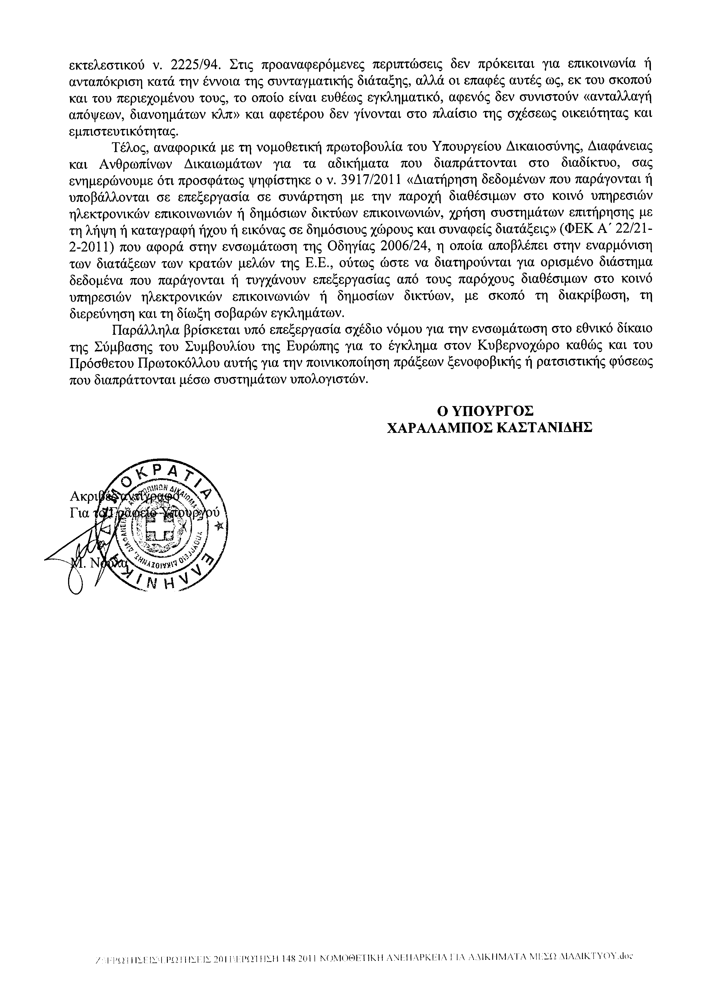 εκτελεστικού ν. 2225/94. Στις προαναφερόμενες περιπτώσεις δεν πρόκειται για επικοινωνία ή
ανταπόκριση κατά την έννοια της συνταγματικής διάταξης, αλλά οι επαφές αυτές ως, εκ του σκοπού
και του περιεχομένου τους, το οποίο είναι ευθέως εγκληματικό, αφενός δεν συνιστούν «ανταλλαγή
απόψεων, διανοημάτων κλπ» και αφετέρου δεν γίνονται στο πλαίσιο της σχέσεως οικειότητας και
εμπιστευτικότητας.
Τέλος, αναφορικά με τη νομοθετική πρωτοβουλία του Υπουργείου Δικαιοσύνης, Διαφάνειας
και Ανθρωπίνων Δικαιωμάτων για τα αδικήματα που διαπράττονται στο διαδίκτυο, σας
ενημερώνουμε ότι προσφάτως ψηφίστηκε ο ν. 3917/2011 «Διατήρηση δεδομένων που παράγονται ή
υποβάλλονται σε επεξεργασία σε συνάρτηση με την παροχή διαθέσιμων στο κοινό υπηρεσιών
ηλεκτρονικών επικοινωνιών ή δημόσιων δικτύων επικοινωνιών, χρήση συστημάτων επιτήρησης με
τη λήψη ή καταγραφή ήχου ή εικόνας σε δημόσιους χώρους και συναφείς διατάξεις» (ΦΕΚ Α΄ 22/21-
2-2011) που αφορά στην ενσωμάτωση της Οδηγίας 2006/24, η οποία αποβλέπει στην εναρμόνιση
των διατάξεων των κρατών μελών της Ε.Ε., ούτως ώστε να διατηρούνται για ορισμένο διάστημα
δεδομένα που παράγονται ή τυγχάνουν επεξεργασίας από τους παρόχους διαθέσιμων στο κοινό
υπηρεσιών ηλεκτρονικών επικοινωνιών ή δημοσίων δικτύων, με σκοπό τη διακρίβωση, τη
διερεύνηση και τη δίωξη σοβαρών εγκλημάτων.
Παράλληλα βρίσκεται υπό επεξεργασία σχέδιο νόμου για την ενσωμάτωση στο εθνικό δίκαιο
της Σύμβασης του Συμβουλίου της Ευρώπης για το έγκλημα στον Κυβερνοχώρο καθώς και του
Πρόσθετου Πρωτοκόλλου αυτής για την ποινικοποίηση πράξεων ξενοφοβικής ή ρατσιστικής φύσεως
που διαπράττονται μέσω συστημάτων υπολογιστών.
Ο ΥΠΟΥΡΓΟΣ
ΧΑΡΑΛΑΜΠΟΣ ΚΑΣΤΑΝΙΔΗΣ
ΕΛΛΗΝΙΚΗ ΔΗΜΟΚΡΑΤΙΑ
ΥΠΟΥΡΓΕΙΟ ΔΙΚΑΙΟΣΥΝΗΣ, ΔΙΑΦΑΝΕΙΑΣ
Ακριβές αντίγραφο
Για το Γραφείο Υπουργού
Μ. Νούλα
Ζ:\ΕΡΩΤΗΣΕΙΣ\ΕΡΩΤΗΣΕΙΣ 2011\ΕΡΩΤΗΣΗ 148 2011 ΝΟΜΟΘΕΤΙΚΗ ΑΝΕΠΑΡΚΕΙΑ ΓΙΑ ΑΔΙΚΗΜΑΤΑ ΜΕΣΩ ΔΙΑΔΙΚΤΥΟΥ.doc